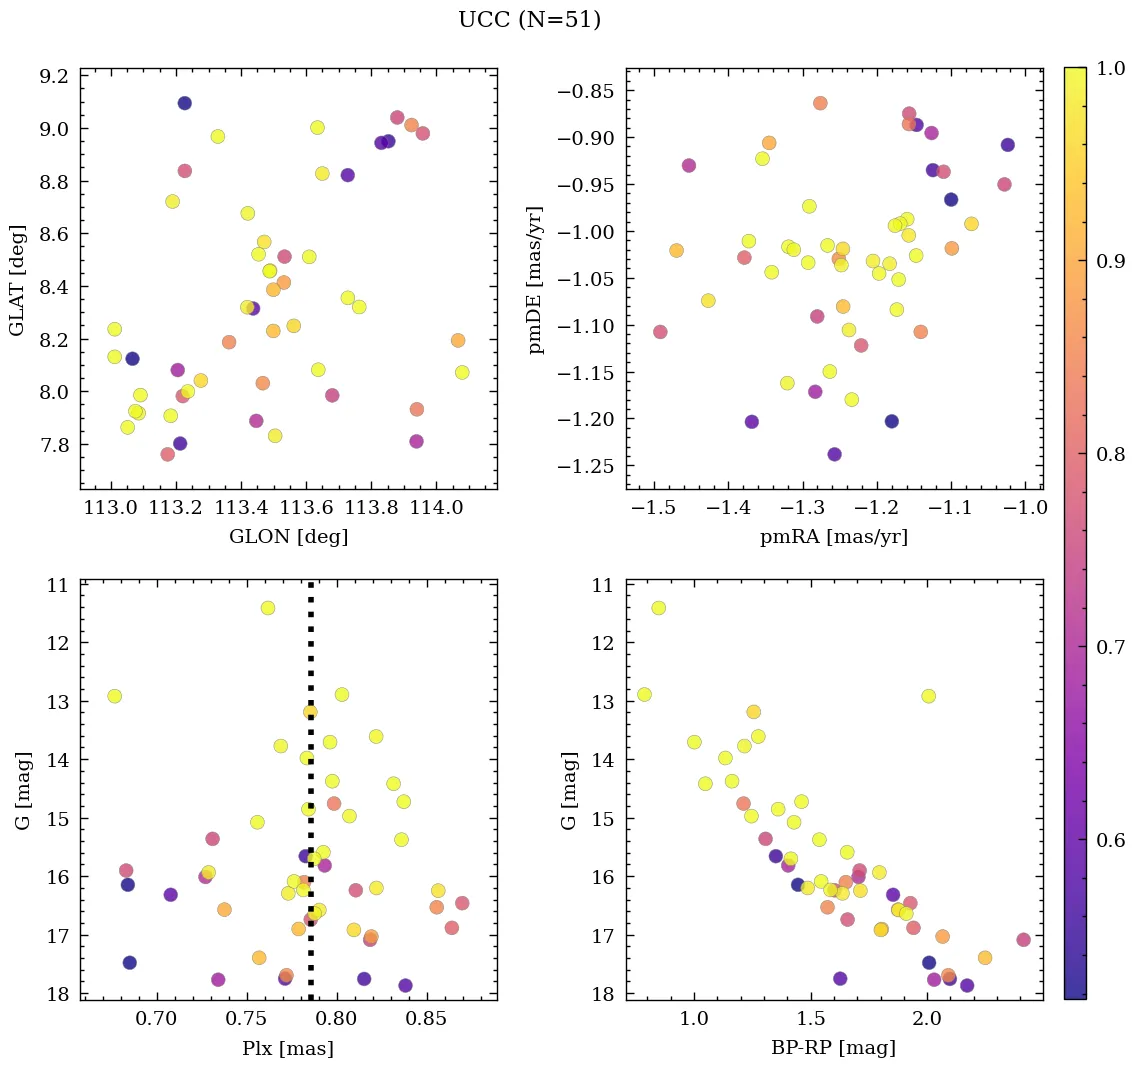 UCC (N=51)
9.2
9.0
8.8
8.6
8.4
8.2
8.0
7.8
GLAT [deg]
113.0 113.2 113.4 113.6 113.8 114.0
GLON [deg]
−0.85
−0.90
−0.95
−1.00
−1.05
−1.10
−1.15
−1.20
−1.25
pmDE [mas/yr]
−1.5 −1.4 −1.3 −1.2 −1.1 −1.0
pmRA [mas/yr]
11
12
13
14
15
16
17
18
G [mag]
0.70 0.75 0.80 0.85
Plx [mas]
11
12
13
14
15
16
17
18
G [mag]
1.0 1.5 2.0
BP-RP [mag]
1.0
0.9
0.8
0.7
0.6